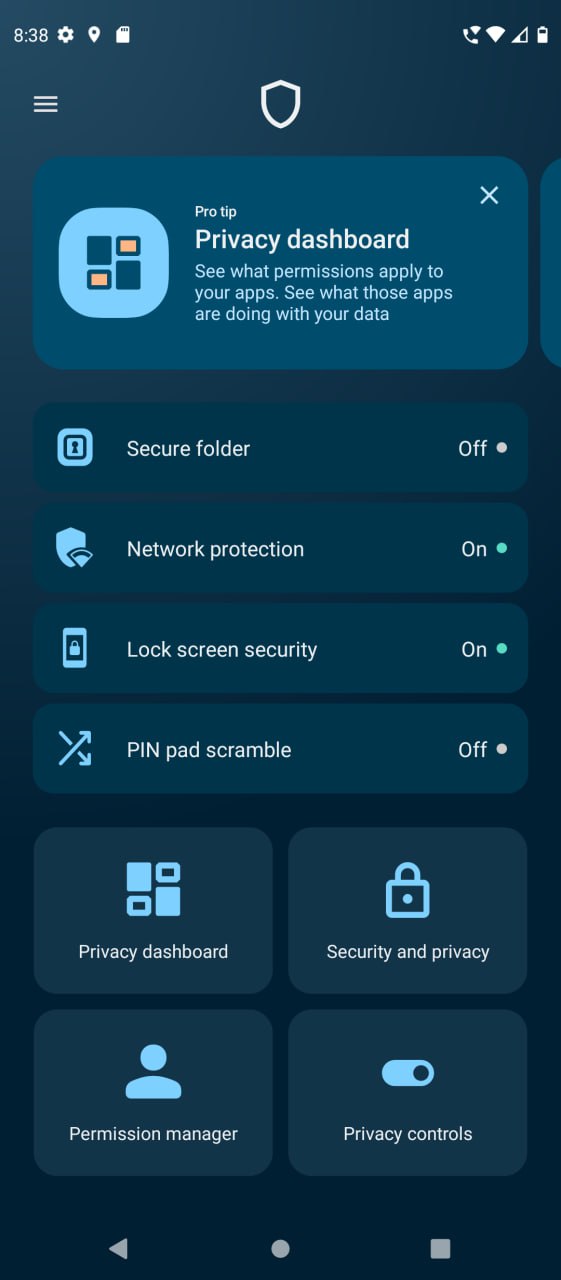 8:38
Pro tip
Privacy dashboard
See what permissions apply to
your apps. See what those apps
are doing with your data
Secure folder Off
Network protection On
Lock screen security On
PIN pad scramble Off
Privacy dashboard Security and privacy
Permission manager Privacy controls